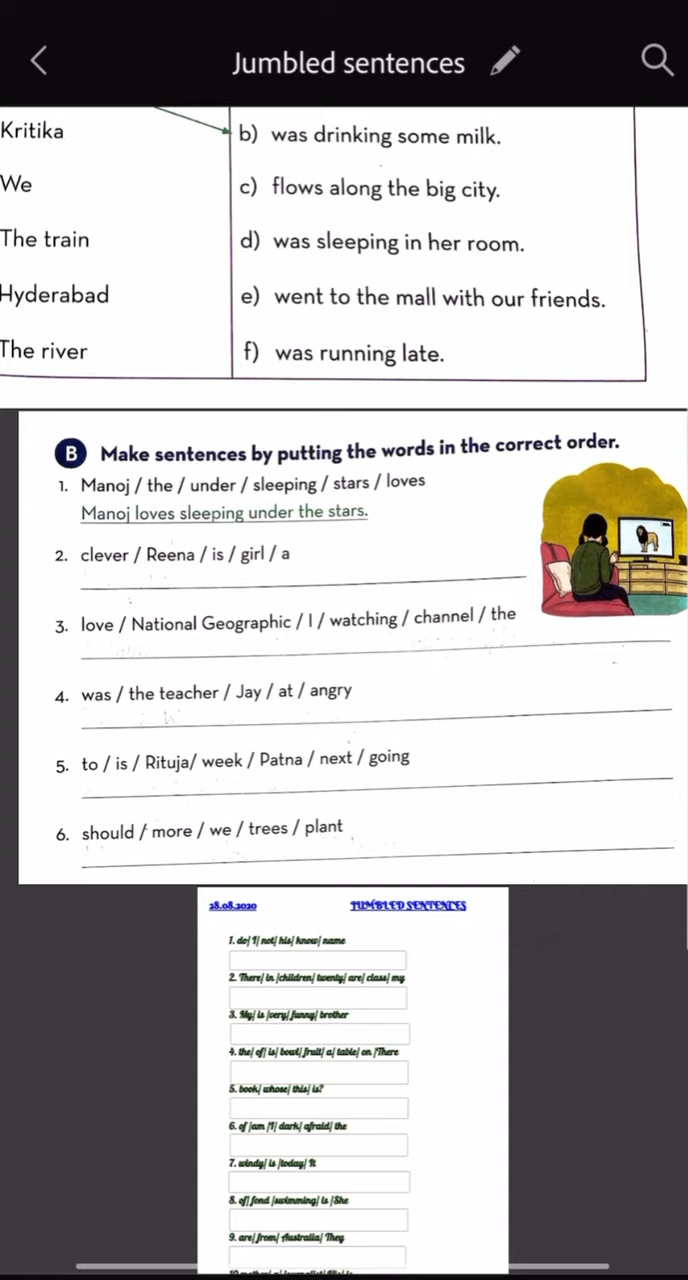 Jumbled sentences
Kritika
b) was drinking some milk.
We
c) flows along the big city.
The train
d) was sleeping in her room.
Hyderabad
e) went to the mall with our friends.
The river
f) was running late.
B Make sentences by putting the words in the correct order.
1. Manoj / the / under / sleeping / stars / loves
Manoj loves sleeping under the stars.
2. clever / Reena / is / girl / a
3. love / National Geographic / I / watching / channel / the
4. was / the teacher / Jay / at / angry
5. to / is / Rituja/ week / Patna / next / going
6. should / more / we / trees / plant
28.08.2020 JUMBLED SENTENCES
1. do/ I/ not/ his/ know/ name
2. There/ in /children/ twenty/ are/ class/ my
3. My/ is /very/ funny/ brother
4. the/ of/ is/ bowl/ fruit/ a/ table/ on /There
5. book/ whose/ this/ is?
6. of /am /I/ dark/ afraid/ the
7. windy/ is /today/ It
8. of/ fond /swimming/ is /She
9. are/ from/ Australia/ They